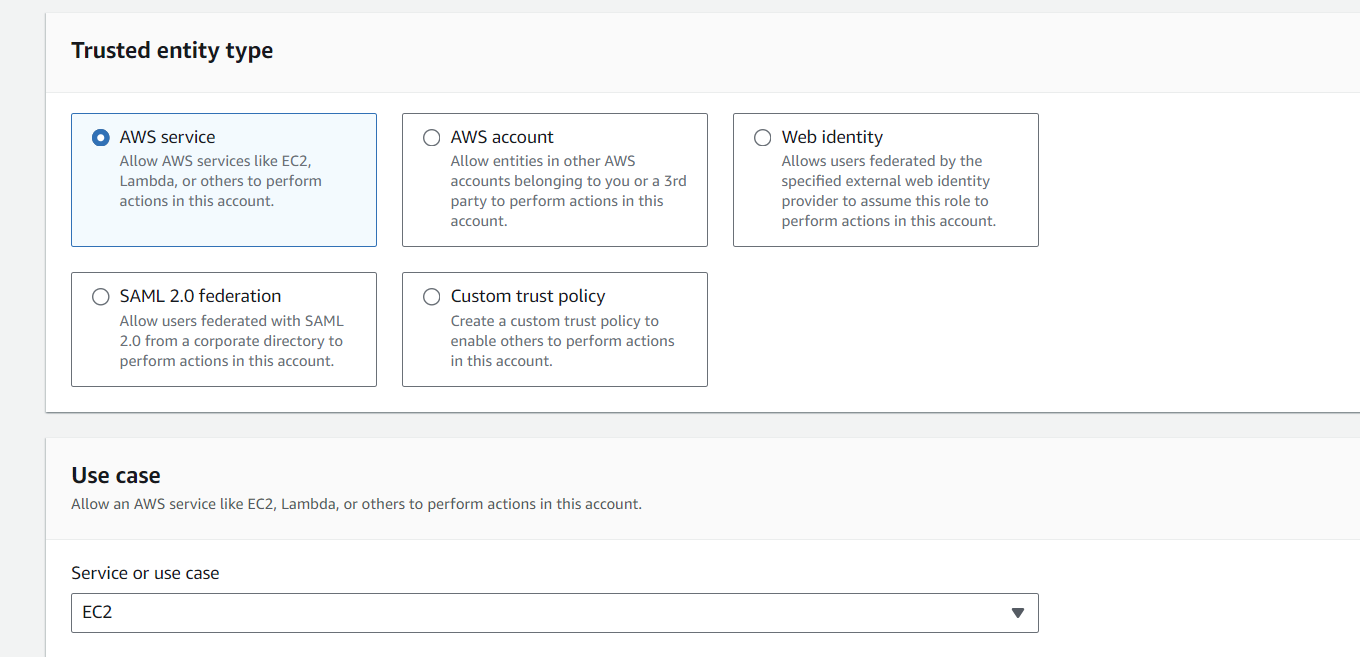 Trusted entity type
AWS service
Allow AWS services like EC2,
Lambda, or others to perform
actions in this account.
AWS account
Allow entities in other AWS
accounts belonging to you or a 3rd
party to perform actions in this
account.
Web identity
Allows users federated by the
specified external web identity
provider to assume this role to
perform actions in this account.
SAML 2.0 federation
Allow users federated with SAML
2.0 from a corporate directory to
perform actions in this account.
Custom trust policy
Create a custom trust policy to
enable others to perform actions
in this account.
Use case
Allow an AWS service like EC2, Lambda, or others to perform actions in this account.
Service or use case
EC2